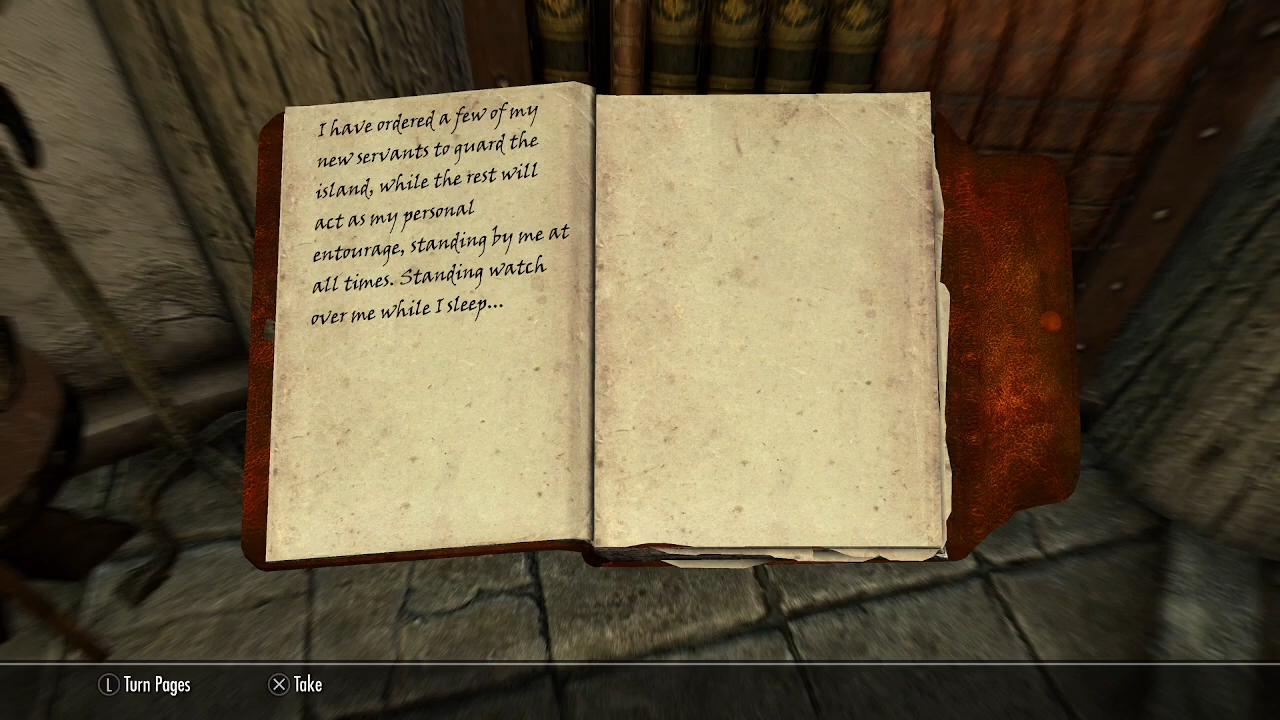 I have ordered a few of my
new servants to guard the
island, while the rest will
act as my personal
entourage, standing by me at
all times. Standing watch
over me while I sleep...
L Turn Pages
X Take